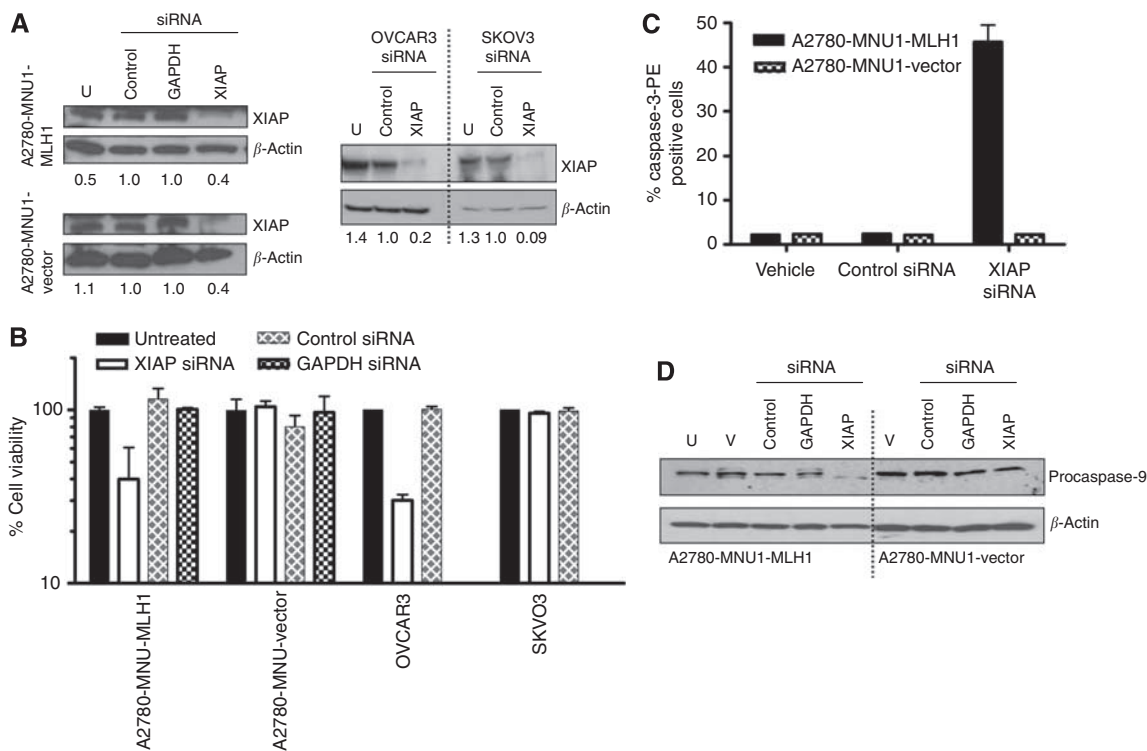 A
siRNA
U
Control
GAPDH
XIAP
A2780-MNU1-
MLH1
XIAP
β-Actin
0.5 1.0 1.0 0.4
A2780-MNU1-
vector
XIAP
β-Actin
1.1 1.0 1.0 0.4
OVCAR3
siRNA
SKOV3
siRNA
U
Control
XIAP
U
Control
XIAP
XIAP
β-Actin
1.4 1.0 0.2 1.3 1.0 0.09
B
Untreated
Control siRNA
XIAP siRNA
GAPDH siRNA
% Cell viability
100
10
A2780-MNU-MLH1
A2780-MNU-vector
OVCAR3
SKVO3
C
A2780-MNU1-MLH1
A2780-MNU1-vector
% caspase-3-PE
positive cells
50
40
30
20
10
0
Vehicle
Control siRNA
XIAP
siRNA
D
siRNA
siRNA
U
V
Control
GAPDH
XIAP
V
Control
GAPDH
XIAP
Procaspase-9
β-Actin
A2780-MNU1-MLH1
A2780-MNU1-vector